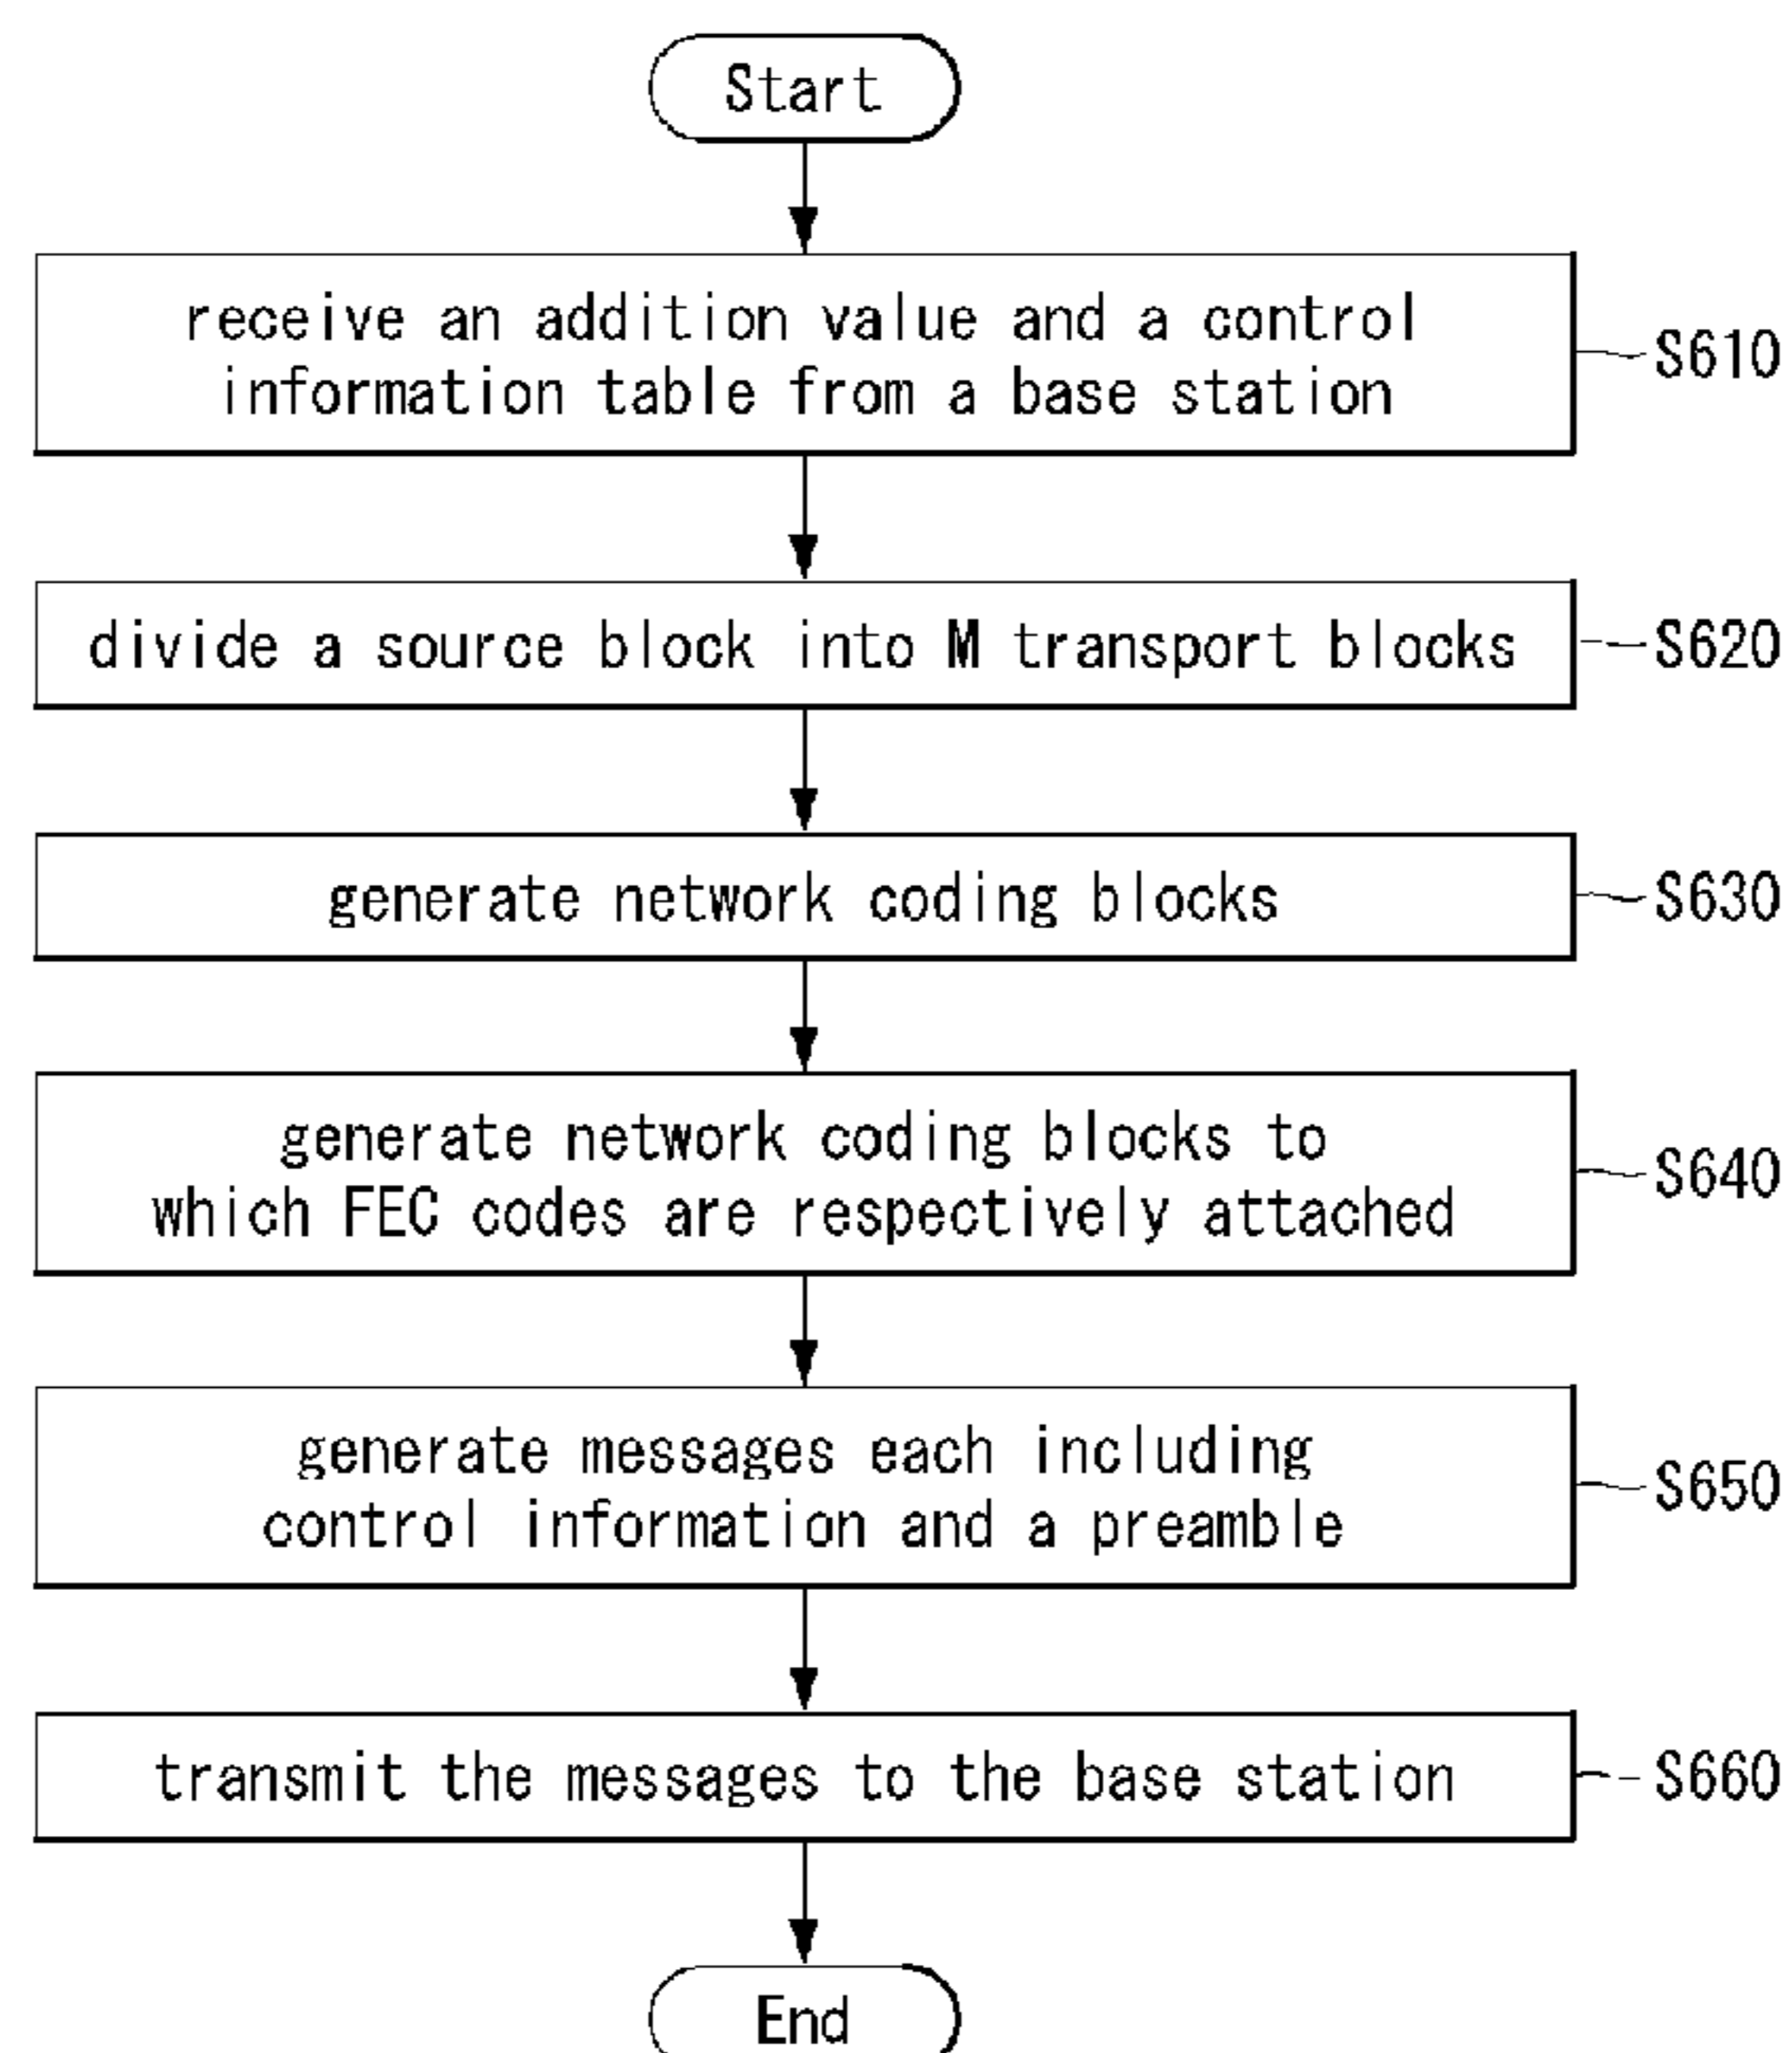 Start
receive an addition value and a control
information table from a base station
S610
divide a source block into M transport blocks
S620
generate network coding blocks
S630
generate network coding blocks to
which FEC codes are respectively attached
S640
generate messages each including
control information and a preamble
S650
transmit the messages to the base station
S660
End